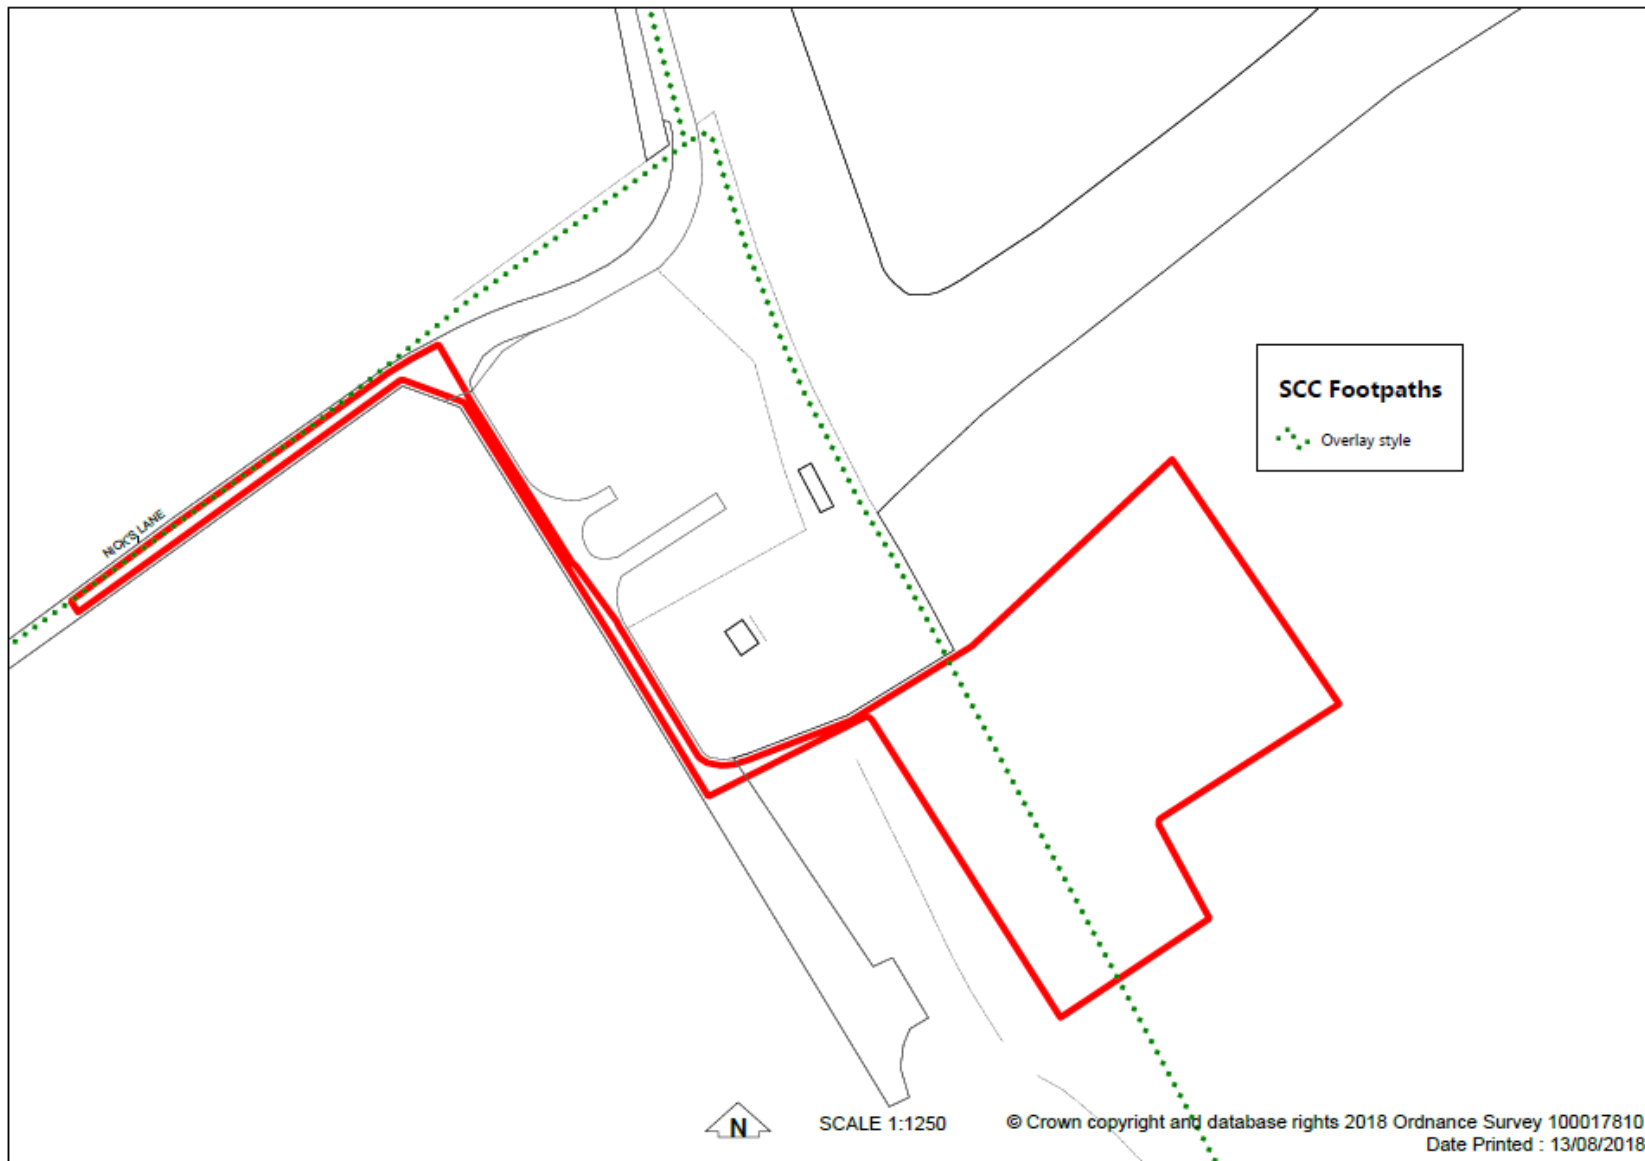 NICK'S LANE
SCC Footpaths
Overlay style
N
SCALE 1:1250
© Crown copyright and database rights 2018 Ordnance Survey 100017810
Date Printed : 13/08/2018